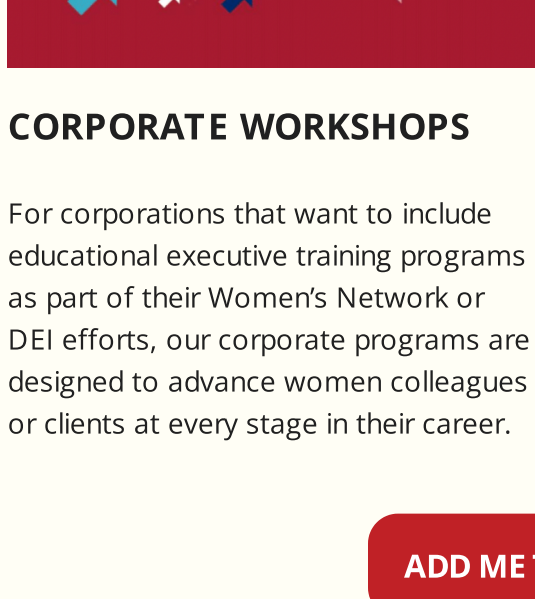 CORPORATE WORKSHOPS
For corporations that want to include
educational executive training programs
as part of their Women’s Network or
DEI efforts, our corporate programs are
designed to advance women colleagues
or clients at every stage in their career.
ADD ME